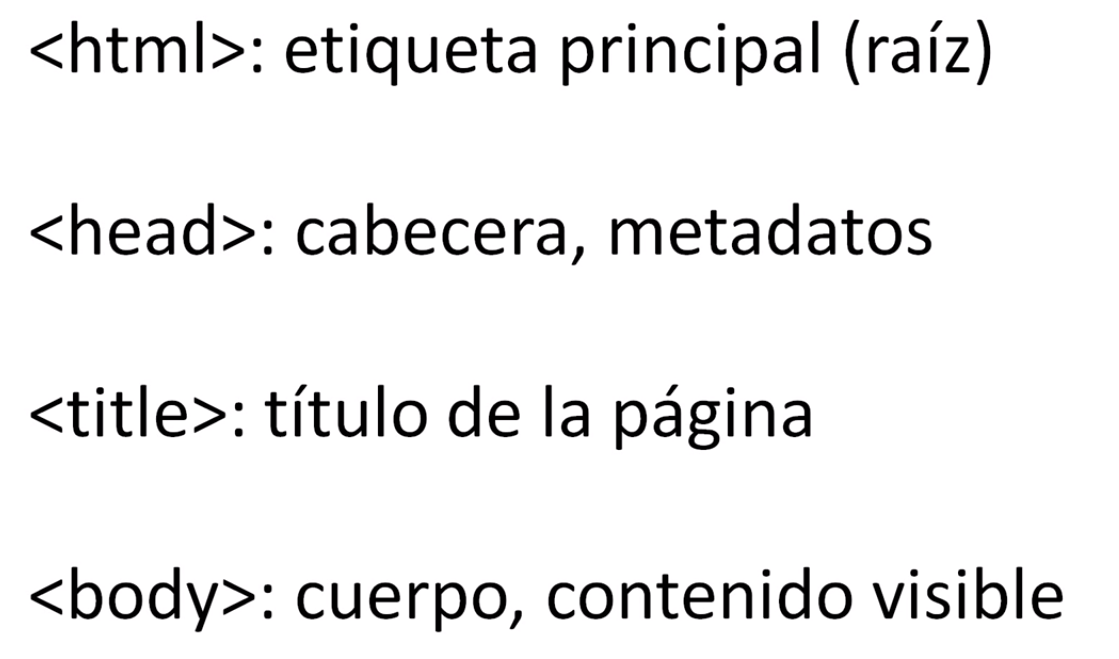 <html>: etiqueta principal (raíz)
<head>: cabecera, metadatos
<title>: título de la página
<body>: cuerpo, contenido visible